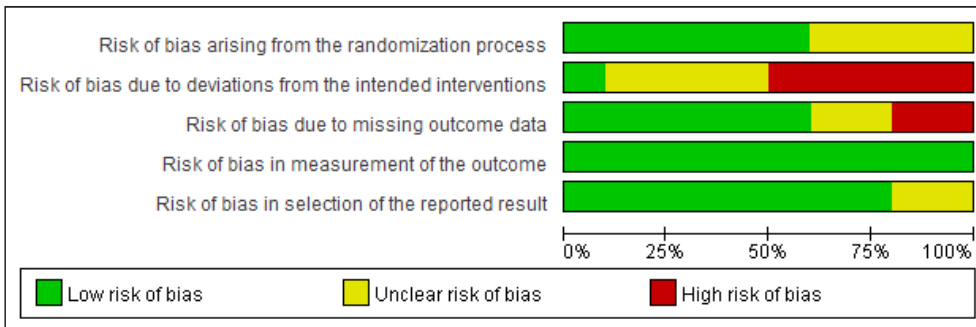 Risk of bias arising from the randomization process
Risk of bias due to deviations from the intended interventions
Risk of bias due to missing outcome data
Risk of bias in measurement of the outcome
Risk of bias in selection of the reported result
0% 25% 50% 75% 100%
Low risk of bias Unclear risk of bias High risk of bias